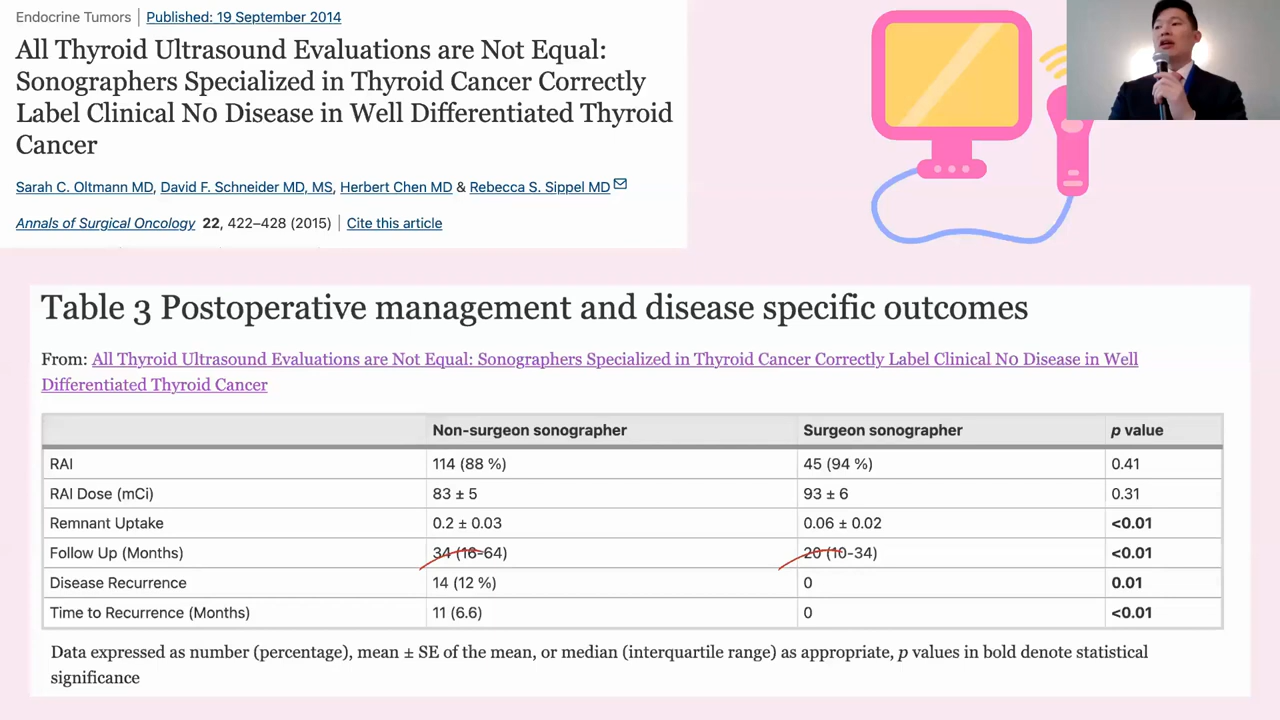 Endocrine Tumors | Published: 19 September 2014
All Thyroid Ultrasound Evaluations are Not Equal:
Sonographers Specialized in Thyroid Cancer Correctly
Label Clinical N0 Disease in Well Differentiated Thyroid
Cancer
Sarah C. Oltmann MD, David F. Schneider MD, MS, Herbert Chen MD & Rebecca S. Sippel MD
Annals of Surgical Oncology 22, 422–428 (2015) | Cite this article
Table 3 Postoperative management and disease specific outcomes
From: All Thyroid Ultrasound Evaluations are Not Equal: Sonographers Specialized in Thyroid Cancer Correctly Label Clinical N0 Disease in Well
Differentiated Thyroid Cancer
Non-surgeon sonographer Surgeon sonographer p value
RAI 114 (88 %) 45 (94 %) 0.41
RAI Dose (mCi) 83 ± 5 93 ± 6 0.31
Remnant Uptake 0.2 ± 0.03 0.06 ± 0.02 <0.01
Follow Up (Months) 34 (16-64) 20 (10-34) <0.01
Disease Recurrence 14 (12 %) 0 0.01
Time to Recurrence (Months) 11 (6.6) 0 <0.01
Data expressed as number (percentage), mean ± SE of the mean, or median (interquartile range) as appropriate, p values in bold denote statistical
significance